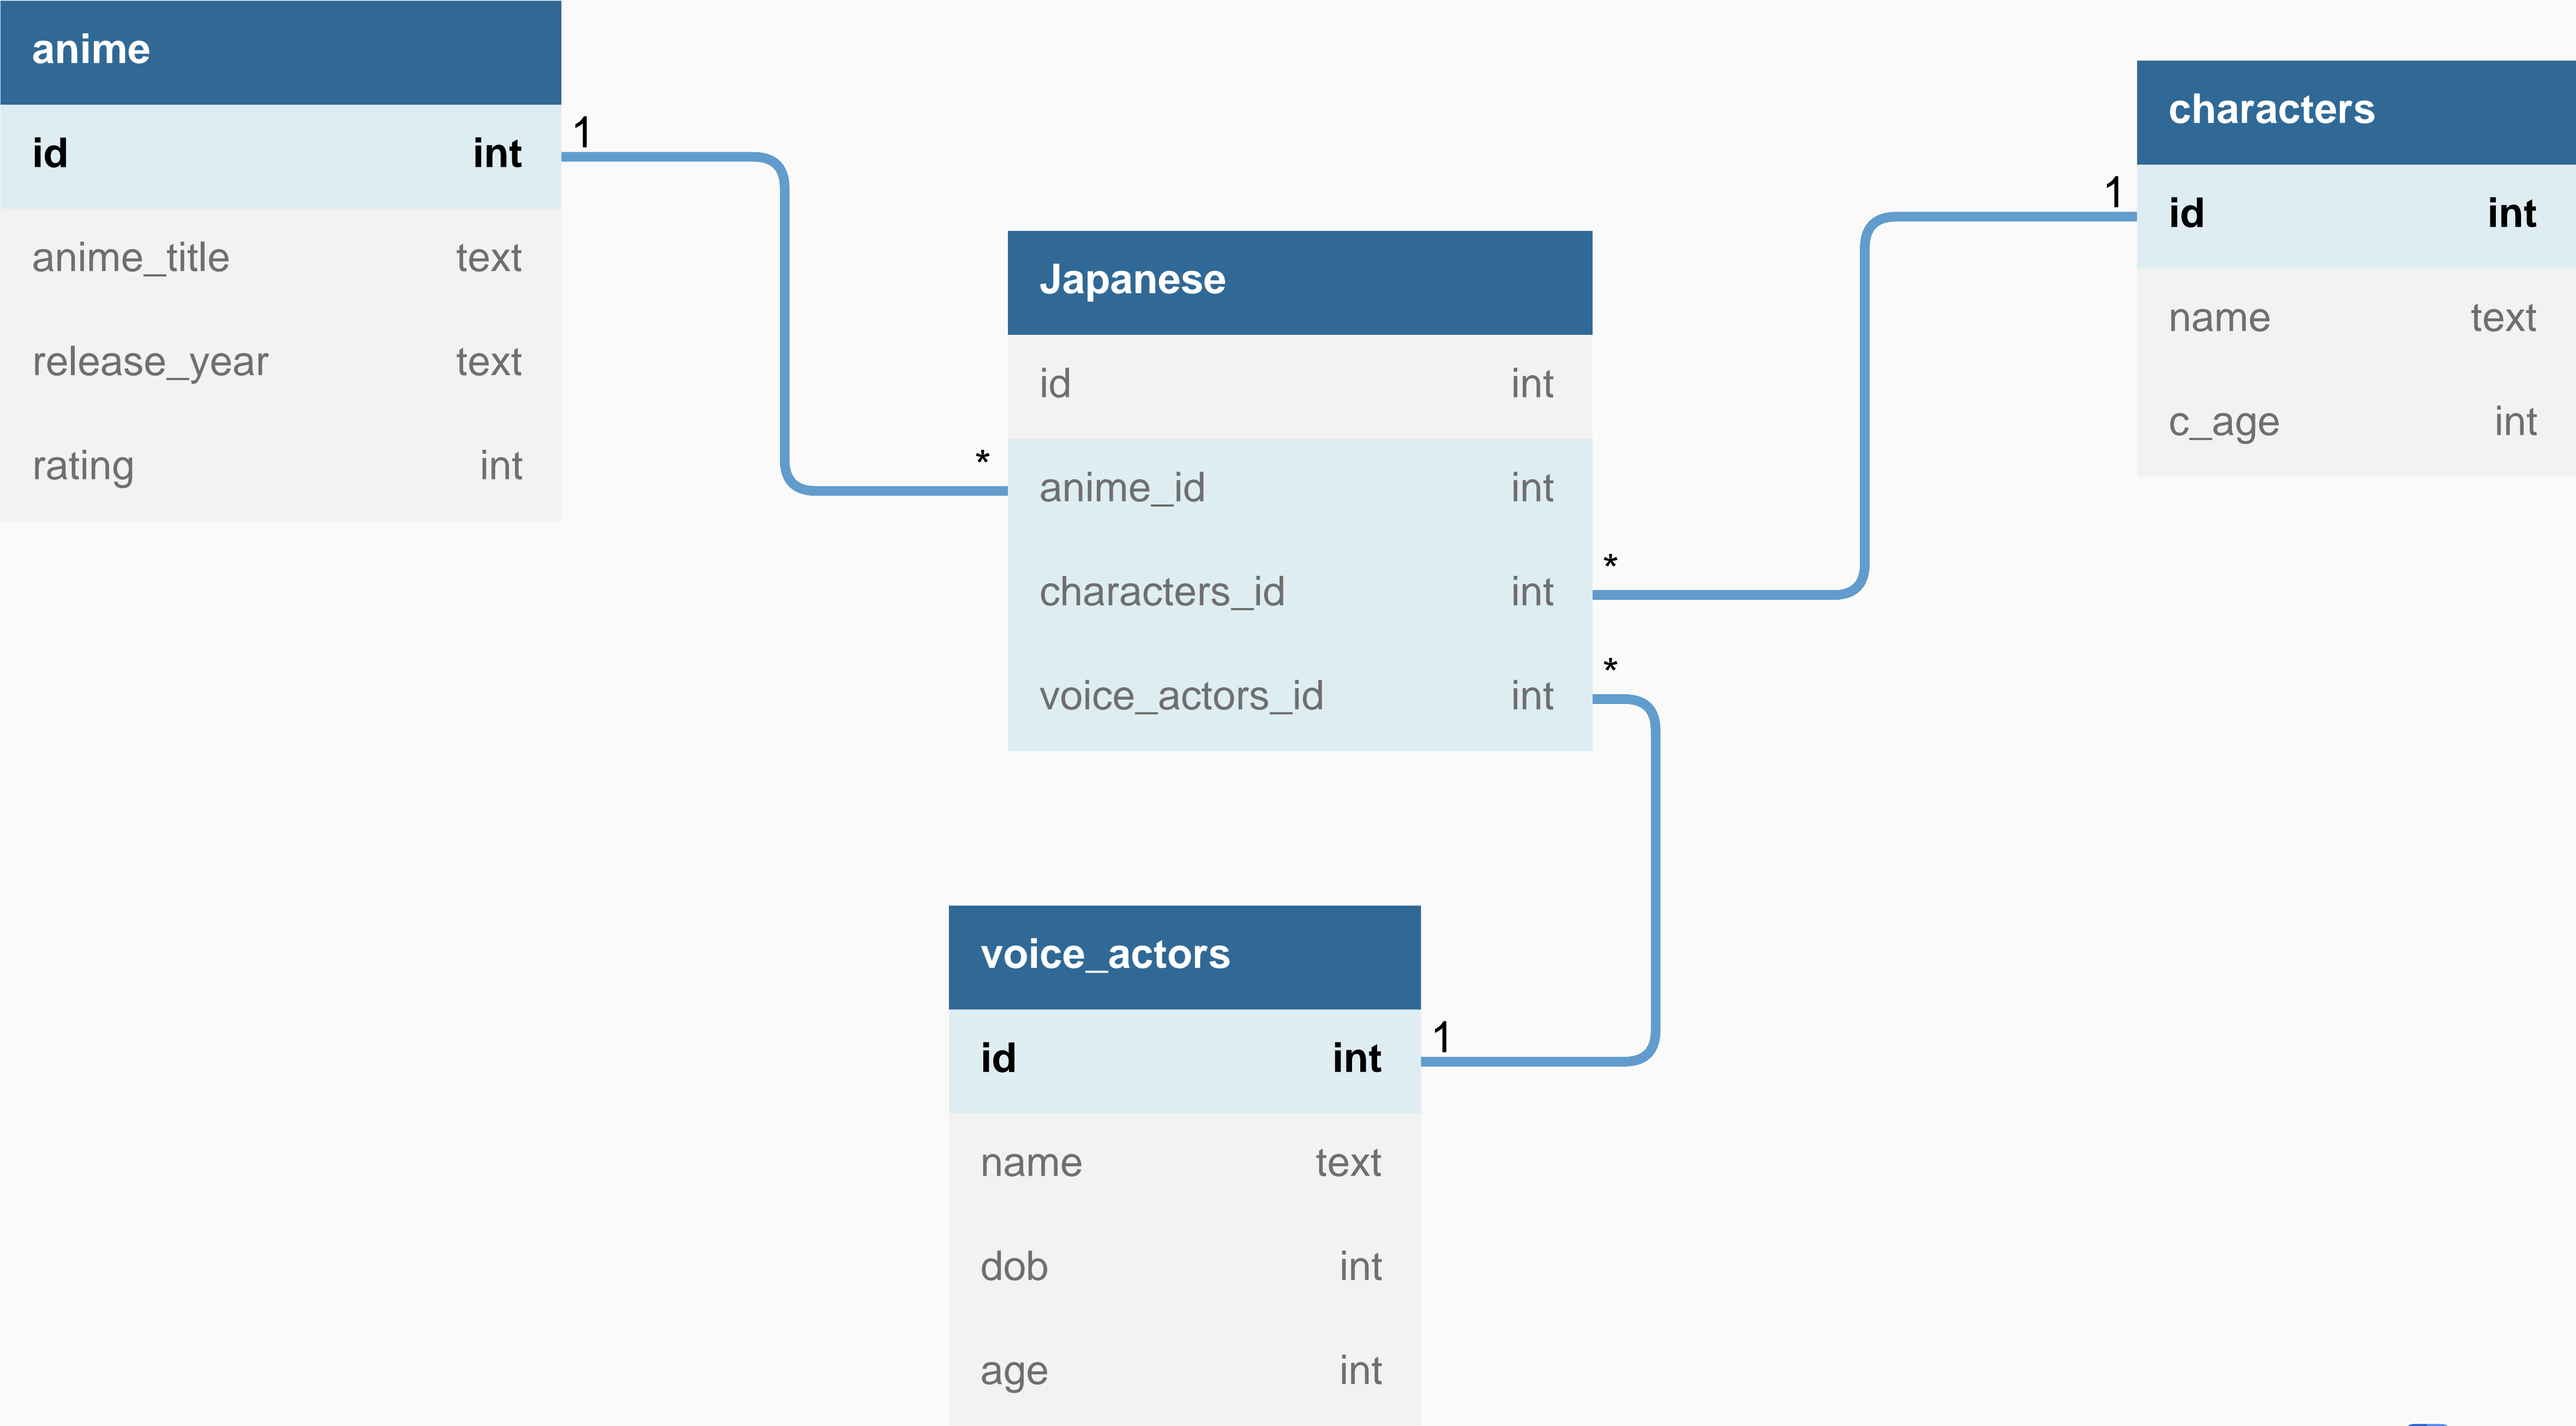 anime
id int
anime_title text
release_year text
rating int
1
*
Japanese
id int
anime_id int
characters_id int
voice_actors_id int
*
*
1
characters
id int
name text
c_age int
voice_actors
id int
1
name text
dob int
age int